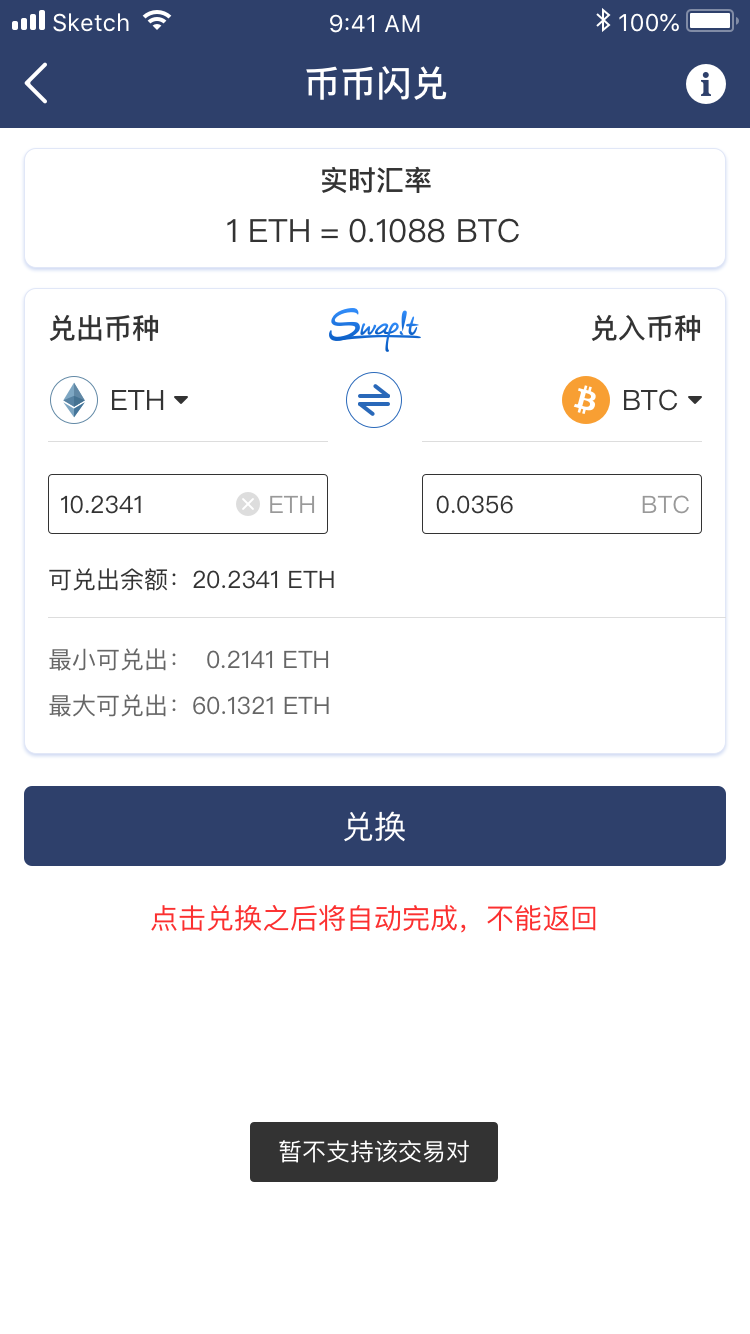 Sketch 9:41 AM 100%
币币闪兑
实时汇率
1 ETH = 0.1088 BTC
兑出币种 Swap!t 兑入币种
ETH BTC
10.2341 ETH 0.0356 BTC
可兑出余额：20.2341 ETH
最小可兑出： 0.2141 ETH
最大可兑出：60.1321 ETH
兑换
点击兑换之后将自动完成，不能返回
暂不支持该交易对